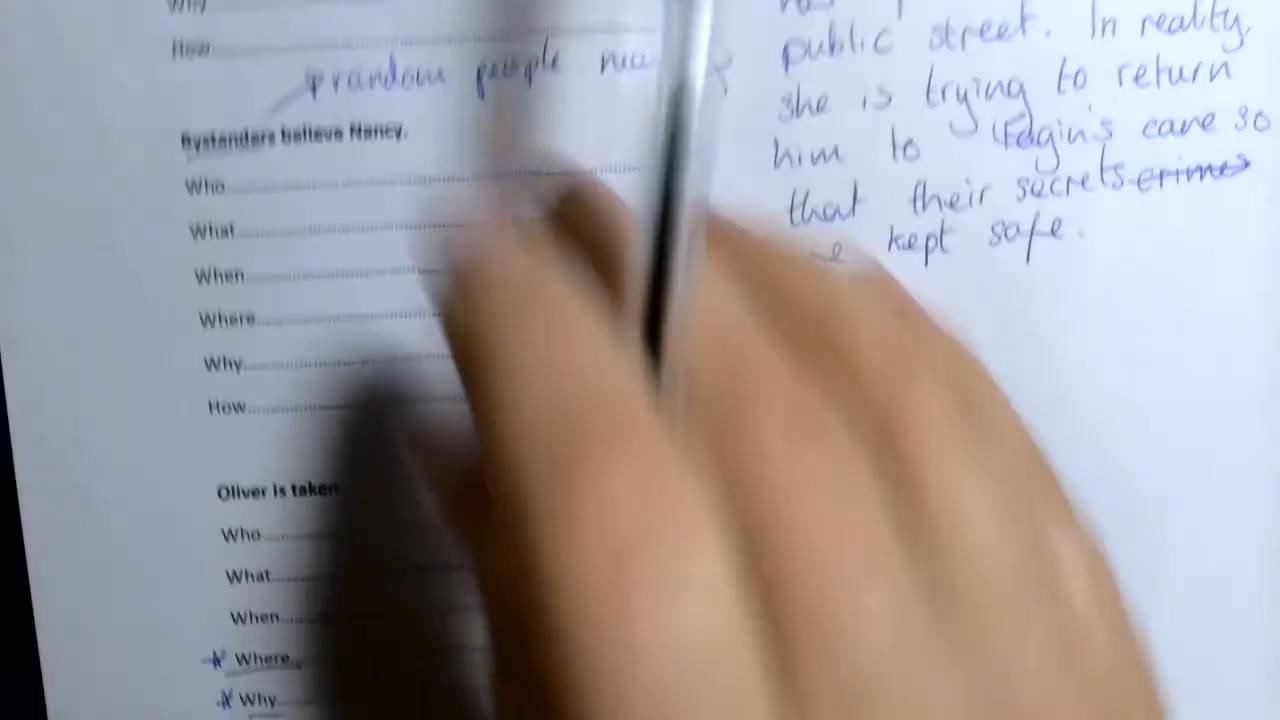 Why
How
random people
Bystanders believe Nancy.
Who
What
When
Where
Why
How
Oliver is taken
Who
What
When
Where
Why
public street. In reality,
she is trying to return
him to Fagin's care so
that their secrets crimes
kept safe.